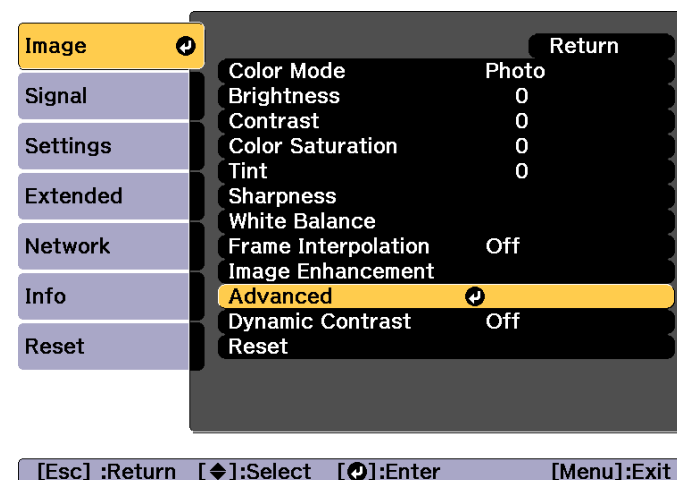 Image
Signal
Settings
Extended
Network
Info
Reset
Return
Color Mode Photo
Brightness 0
Contrast 0
Color Saturation 0
Tint 0
Sharpness
White Balance
Frame Interpolation Off
Image Enhancement
Advanced
Dynamic Contrast Off
Reset
[Esc] :Return [◆]:Select [↵]:Enter [Menu]:Exit